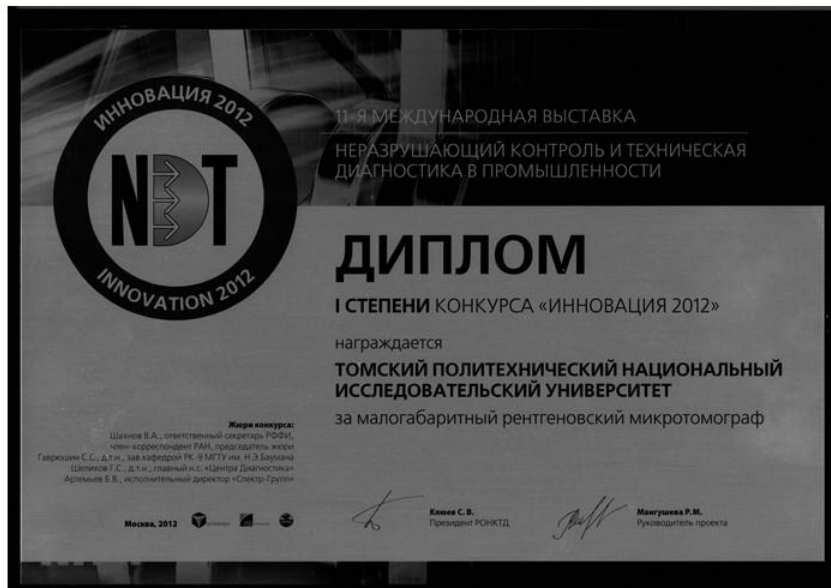 ИННОВАЦИЯ 2012
NDT
INNOVATION 2012
11-Я МЕЖДУНАРОДНАЯ ВЫСТАВКА
НЕРАЗРУШАЮЩИЙ КОНТРОЛЬ И ТЕХНИЧЕСКАЯ
ДИАГНОСТИКА В ПРОМЫШЛЕННОСТИ
ДИПЛОМ
I СТЕПЕНИ КОНКУРСА «ИННОВАЦИЯ 2012»
награждается
ТОМСКИЙ ПОЛИТЕХНИЧЕСКИЙ НАЦИОНАЛЬНЫЙ
ИССЛЕДОВАТЕЛЬСКИЙ УНИВЕРСИТЕТ
за малогабаритный рентгеновский микротомограф
Жюри конкурса:
Шахнов В.А., ответственный секретарь РФФИ,
член-корреспондент РАН, председатель жюри
Гаврюшин С.С., д.т.н., зав.кафедрой РК -9 МГТУ им. Н.Э.Баумана
Шелихов Г.С., д.т.н., главный н.с. «Центра Диагностика»
Артемьев Б.В., исполнительный директор «Спектр-Групп»
Москва, 2012
Клюев С. В.
Президент РОНКТД
Мангушева Р.М.
Руководитель проекта